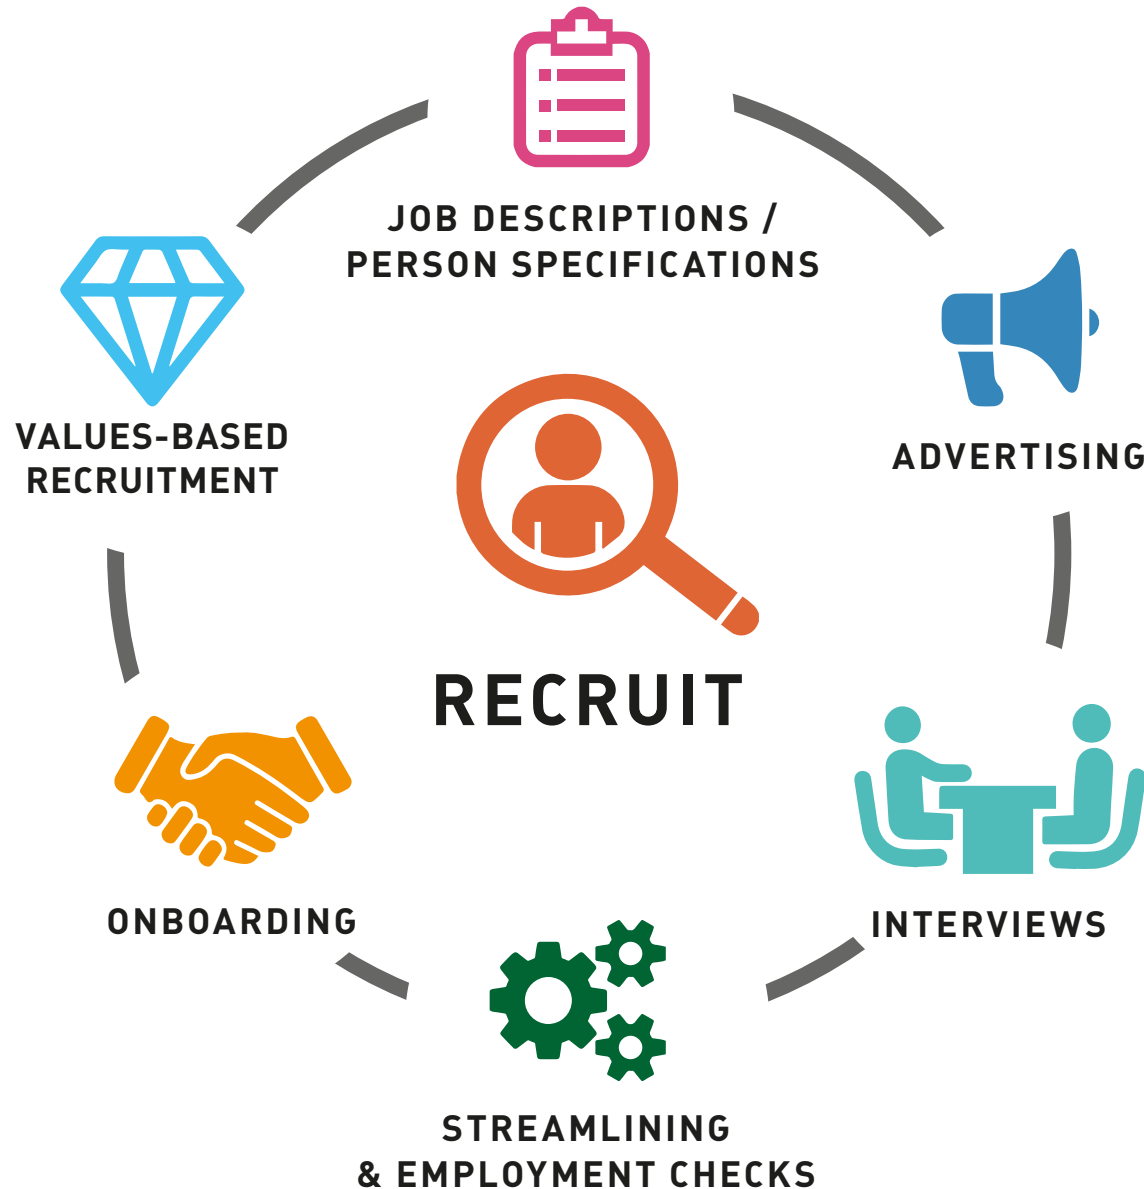 JOB DESCRIPTIONS /
PERSON SPECIFICATIONS
VALUES-BASED
RECRUITMENT
ADVERTISING
RECRUIT
ONBOARDING
INTERVIEWS
STREAMLINING
& EMPLOYMENT CHECKS